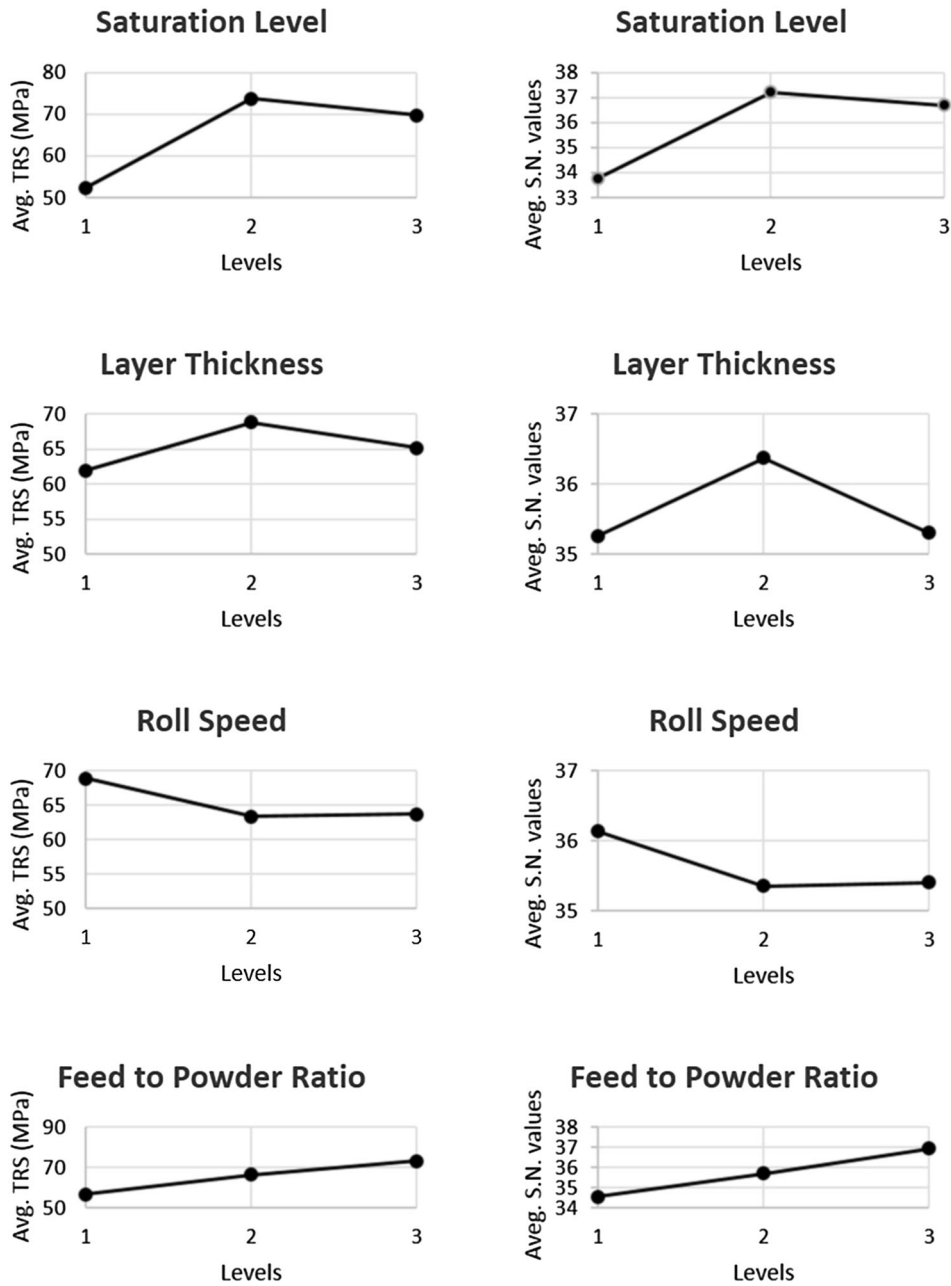 Saturation Level
Avg. TRS (MPa)
80
70
60
50
1 2 3
Levels
Saturation Level
Aveg. S.N. values
38
37
36
35
34
33
1 2 3
Levels
Layer Thickness
Avg. TRS (MPa)
70
65
60
55
50
1 2 3
Levels
Layer Thickness
Aveg. S.N. values
37
36
35
1 2 3
Levels
Roll Speed
Avg. TRS (MPa)
70
65
60
55
50
1 2 3
Levels
Roll Speed
Aveg. S.N. values
37
36
35
1 2 3
Levels
Feed to Powder Ratio
Avg. TRS (MPa)
90
70
50
1 2 3
Levels
Feed to Powder Ratio
Aveg. S.N. values
38
37
36
35
34
1 2 3
Levels